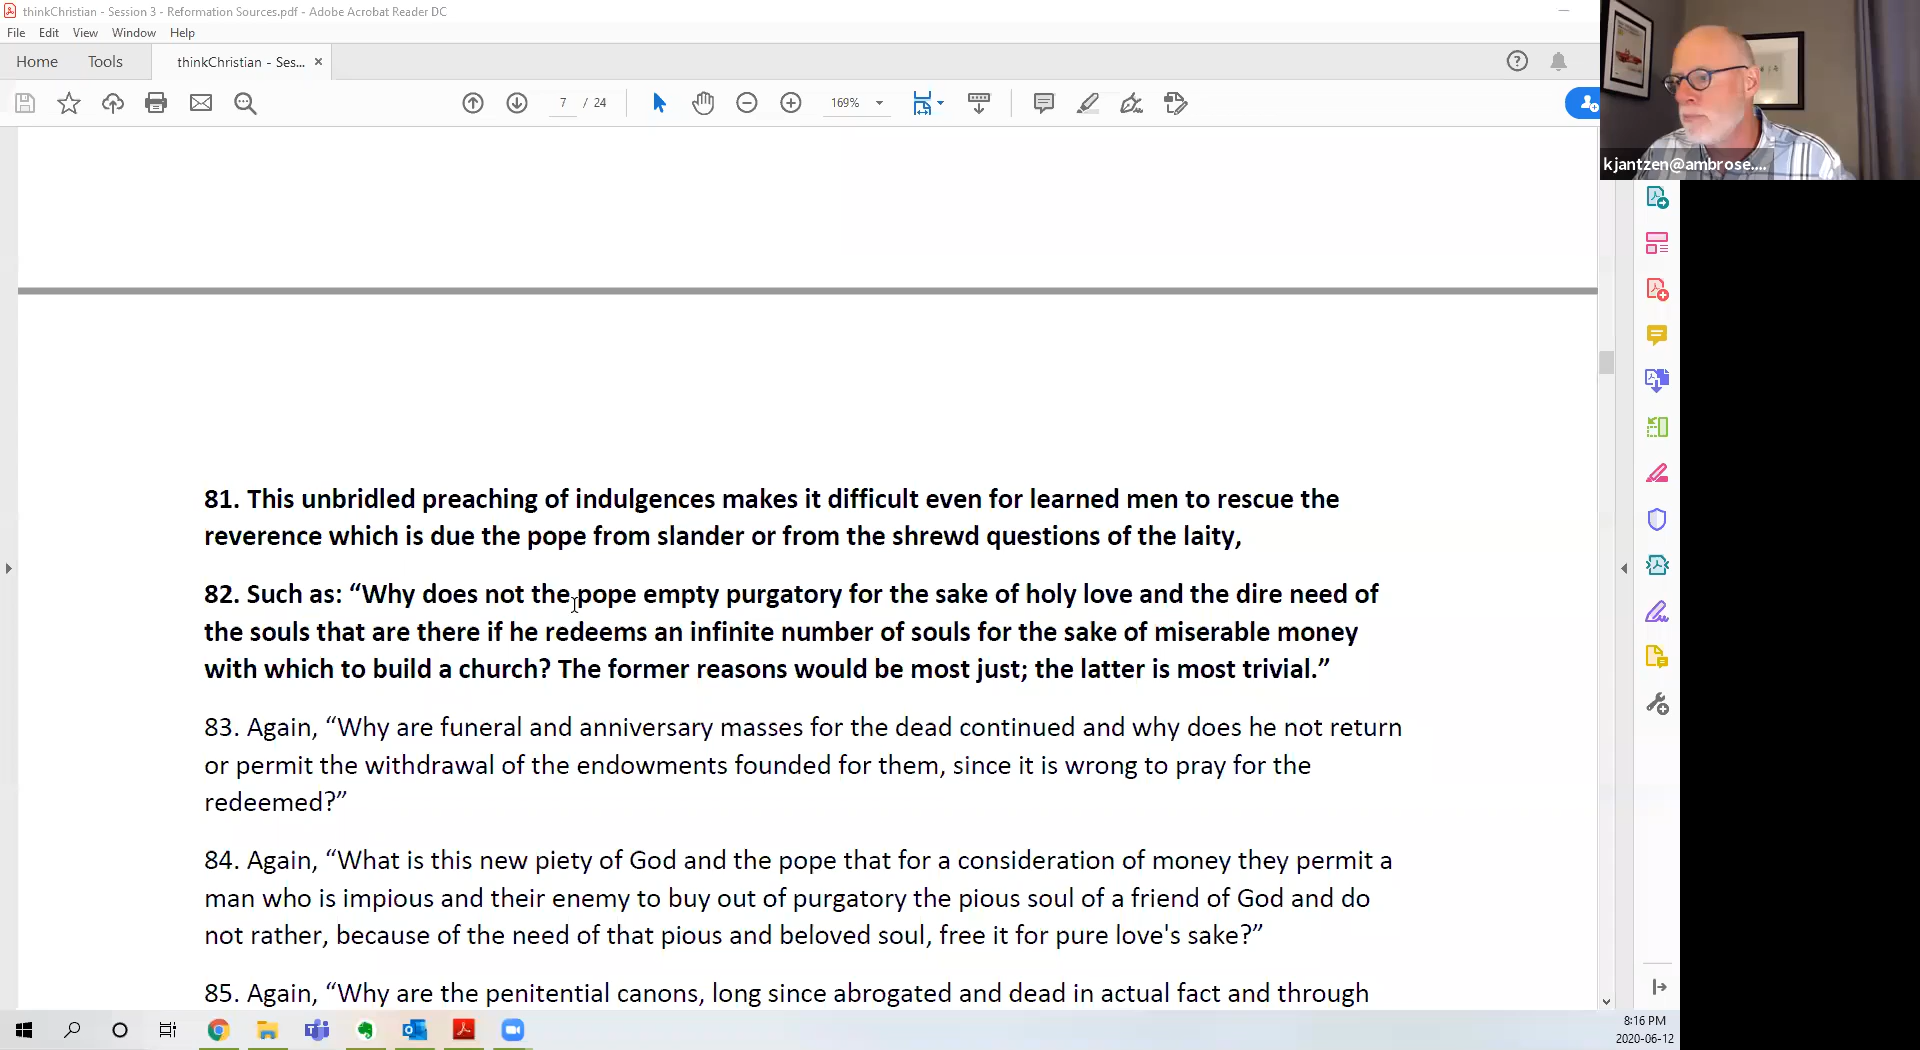 thinkChristian - Session 3 - Reformation Sources.pdf - Adobe Acrobat Reader DC
File Edit View Window Help
Home Tools thinkChristian - Ses... ×
7 / 24 169%
kjantzen@ambrose....
81. This unbridled preaching of indulgences makes it difficult even for learned men to rescue the
reverence which is due the pope from slander or from the shrewd questions of the laity,
82. Such as: “Why does not the pope empty purgatory for the sake of holy love and the dire need of
the souls that are there if he redeems an infinite number of souls for the sake of miserable money
with which to build a church? The former reasons would be most just; the latter is most trivial.”
83. Again, “Why are funeral and anniversary masses for the dead continued and why does he not return
or permit the withdrawal of the endowments founded for them, since it is wrong to pray for the
redeemed?”
84. Again, “What is this new piety of God and the pope that for a consideration of money they permit a
man who is impious and their enemy to buy out of purgatory the pious soul of a friend of God and do
not rather, because of the need of that pious and beloved soul, free it for pure love's sake?”
85. Again, “Why are the penitential canons, long since abrogated and dead in actual fact and through
8:16 PM
2020-06-12